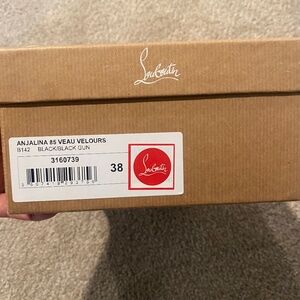 Louboutin
ANJALINA 85 VEAU VELOURS
B142 BLACK/BLACK GUN
3160739
38
Louboutin